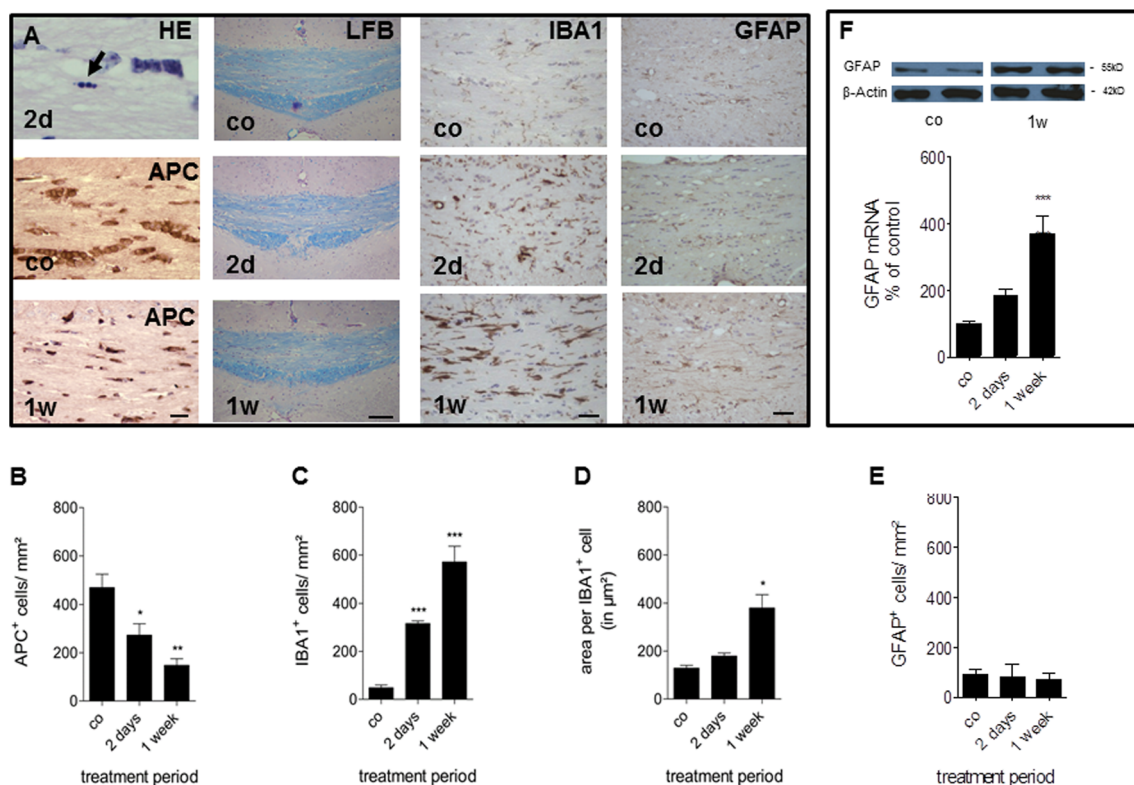 A
HE
LFB
IBA1
GFAP
2d
co
co
co
APC
co
2d
2d
2d
APC
1w
1w
1w
1w
F
GFAP
- 55kD
β-Actin
- 42kD
co
1w
GFAP mRNA
% of control
600
400
200
0
***
co
2 days
1 week
B
APC⁺ cells/ mm²
800
600
400
200
0
*
**
co
2 days
1 week
treatment period
C
IBA1⁺ cells/ mm²
800
600
400
200
0
***
***
co
2 days
1 week
treatment period
D
area per IBA1⁺ cell
(in µm²)
800
600
400
200
0
*
co
2 days
1 week
treatment period
E
GFAP⁺ cells/ mm²
800
600
400
200
0
co
2 days
1 week
treatment period